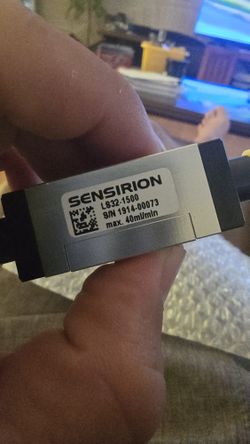 SENSIRION
LS32-1500
S/N 1914-00073
max. 40ml/min